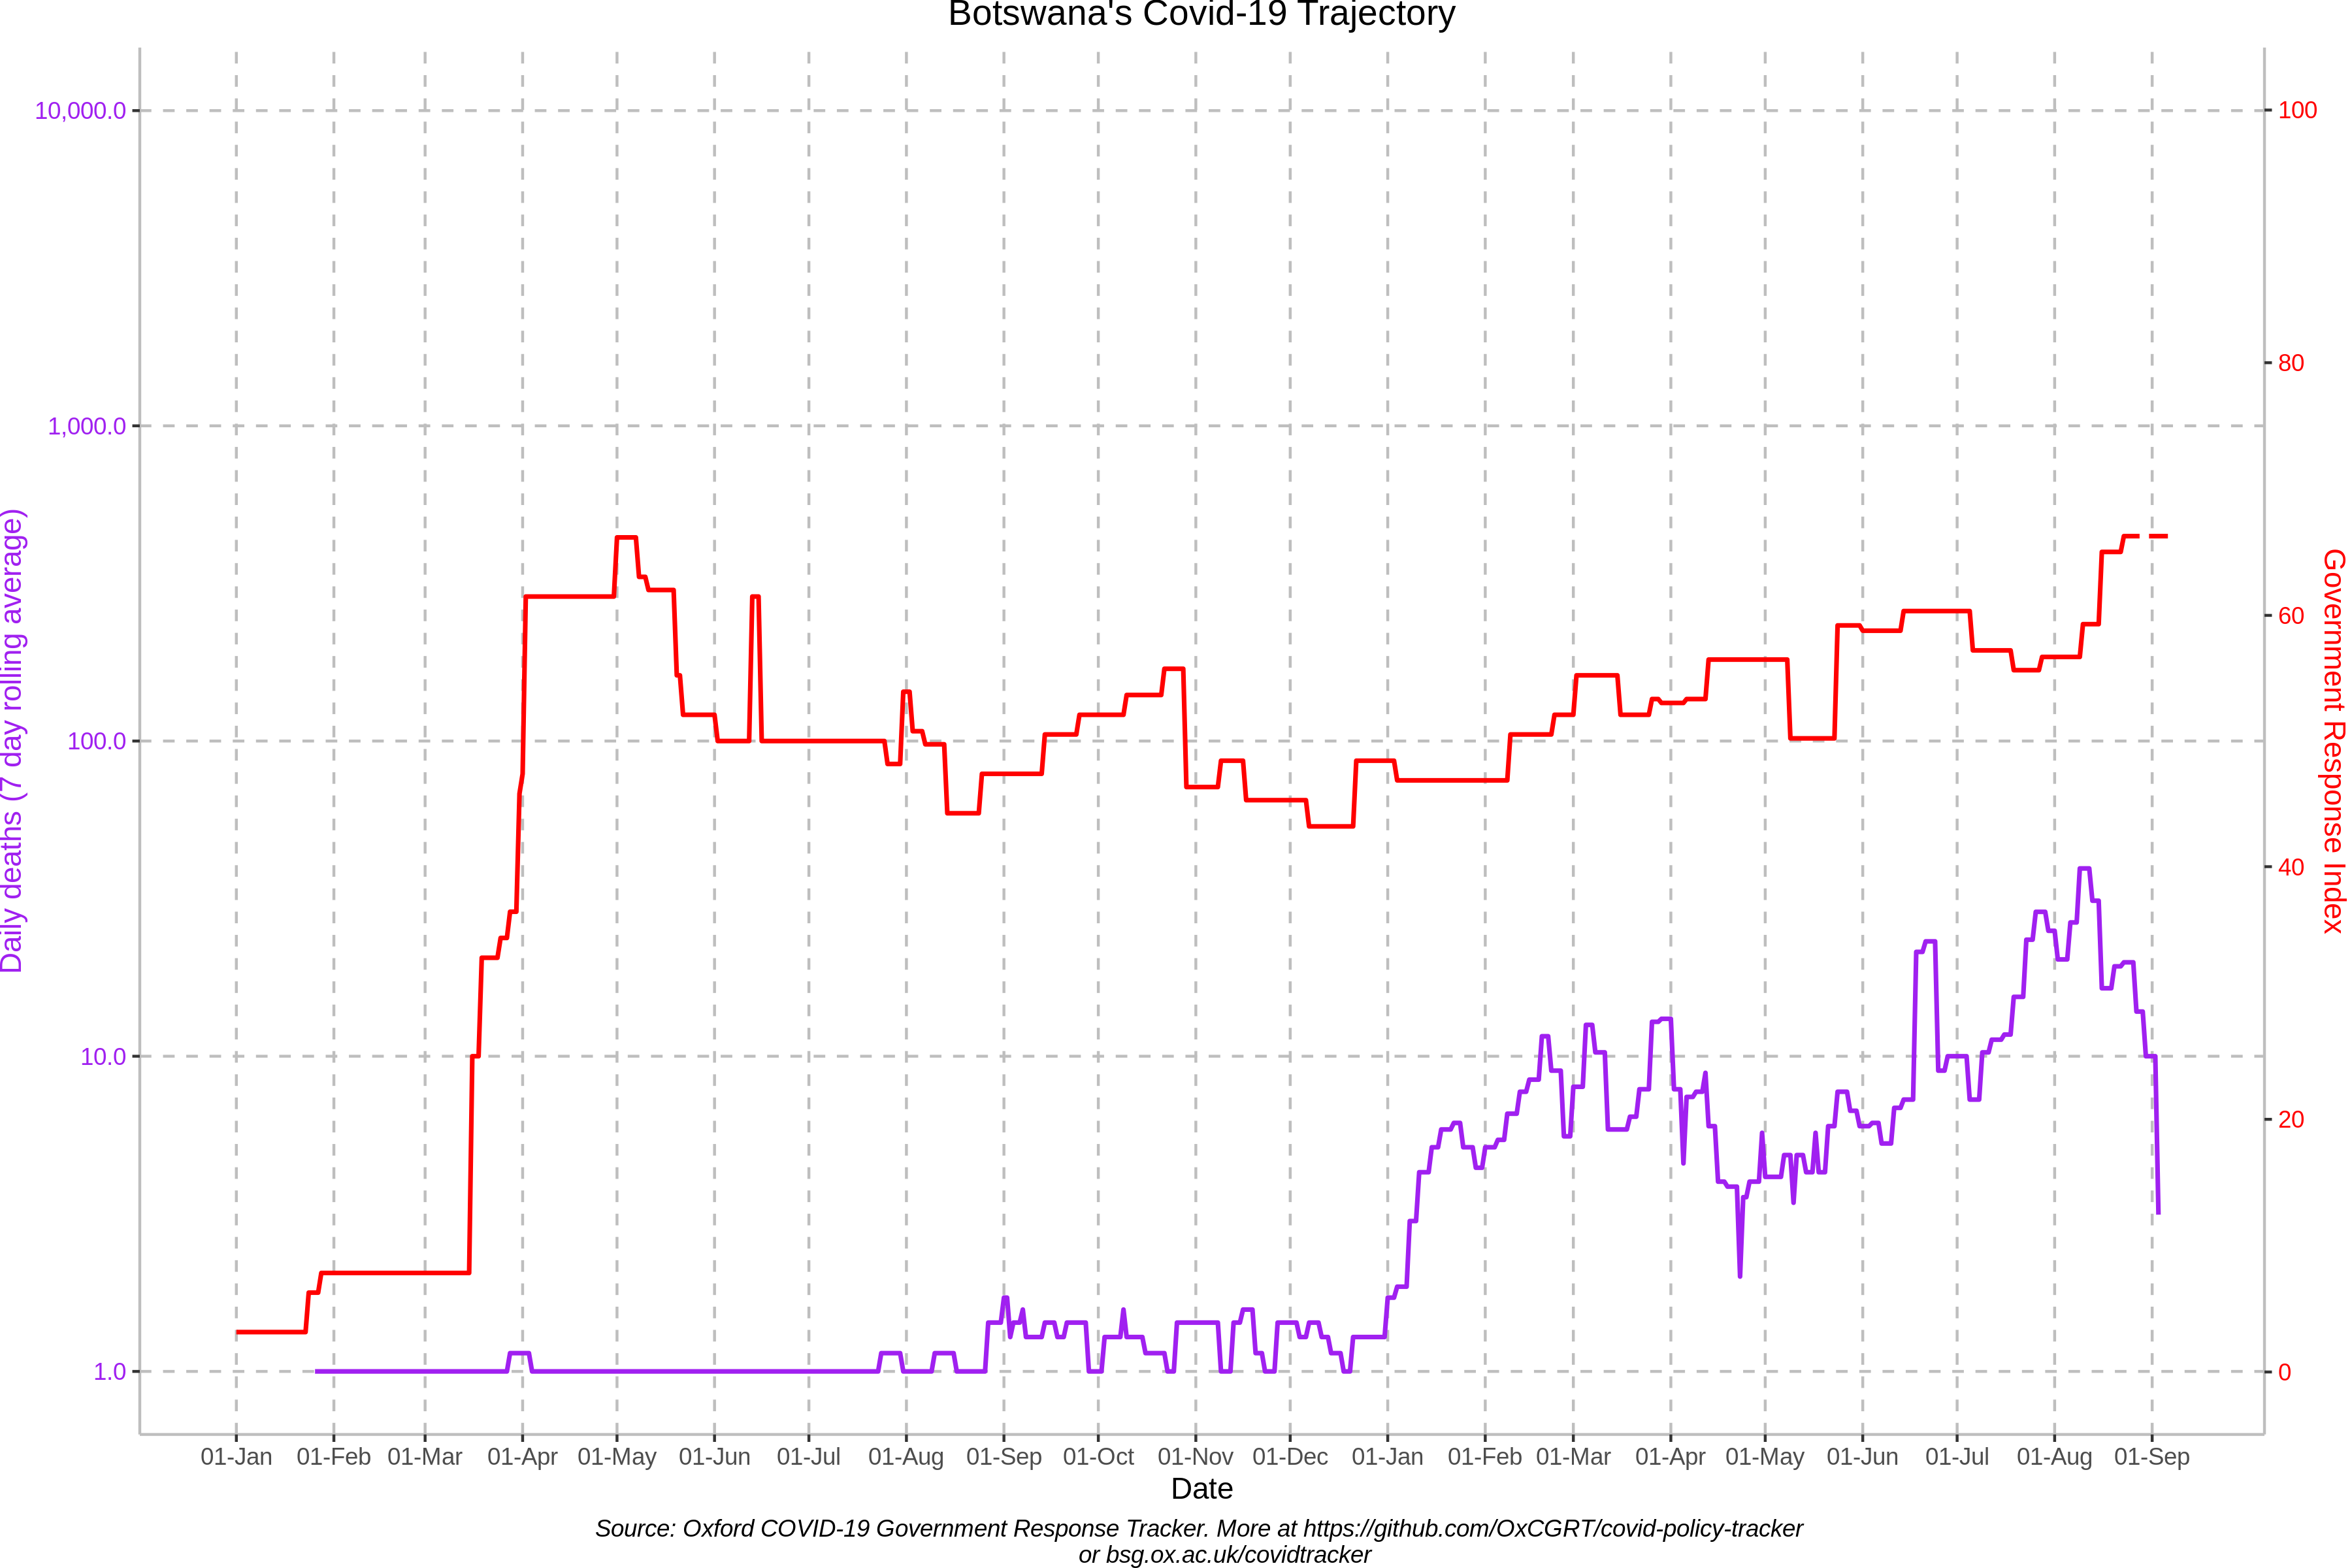 Botswana's Covid-19 Trajectory
10,000.0
1,000.0
100.0
10.0
1.0
Daily deaths (7 day rolling average)
100
80
60
40
20
0
Government Response Index
01-Jan 01-Feb 01-Mar 01-Apr 01-May 01-Jun 01-Jul 01-Aug 01-Sep 01-Oct 01-Nov 01-Dec 01-Jan 01-Feb 01-Mar 01-Apr 01-May 01-Jun 01-Jul 01-Aug 01-Sep
Date
Source: Oxford COVID-19 Government Response Tracker. More at https://github.com/OxCGRT/covid-policy-tracker
or bsg.ox.ac.uk/covidtracker